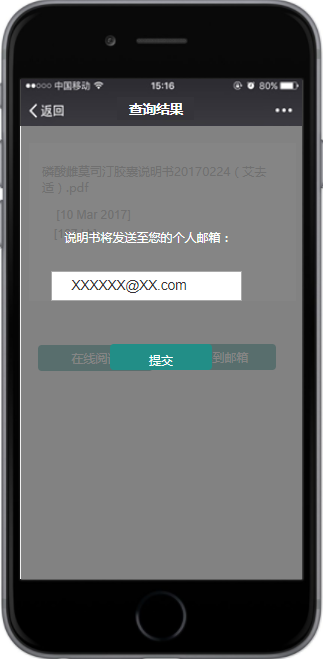 中国移动 15:16 80%
返回 查询结果
磷酸雌莫司汀胶囊说明书20170224（艾去
适）.pdf
[10 Mar 2017]
说明书将发送至您的个人邮箱：
XXXXXX@XX.com
在线阅 提交 到邮箱